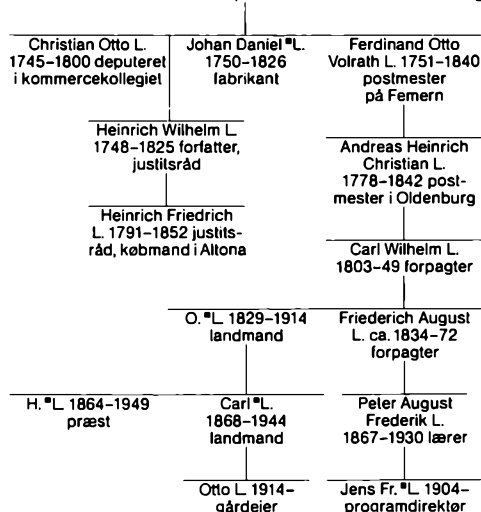 Christian Otto L.
1745–1800 deputeret
i kommercekollegiet
Johan Daniel ■L.
1750–1826
fabrikant
Ferdinand Otto
Volrath L. 1751–1840
postmester
på Femern
Heinrich Wilhelm L.
1748–1825 forfatter,
justitsråd
Andreas Heinrich
Christian L.
1778–1842 post-
mester i Oldenburg
Heinrich Friedrich
L. 1791–1852 justits-
råd, købmand i Altona
Carl Wilhelm L.
1803–49 forpagter
O. ■L. 1829–1914
landmand
Friederich August
L. ca. 1834–72
forpagter
H. ■L. 1864–1949
præst
Carl ■L.
1868–1944
landmand
Peter August
Frederik L.
1867–1930 lærer
Otto L. 1914–
gårdejer
Jens Fr. ■L. 1904–
programdirektør